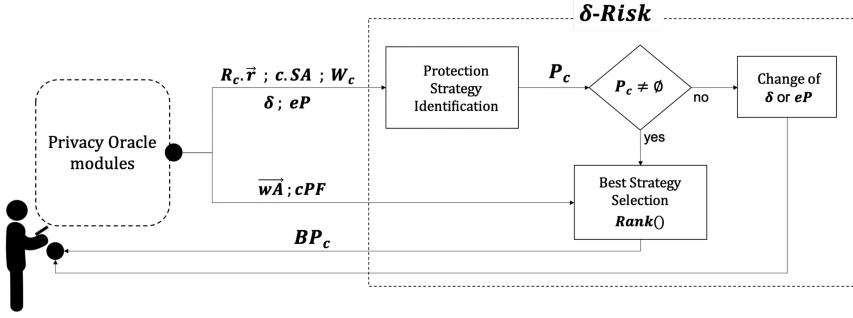 δ-Risk
R_c.r⃗ ; c.SA ; W_c
δ ; eP
Protection
Strategy
Identification
P_c
P_c ≠ ∅
no
Change of
δ or eP
Privacy Oracle
modules
yes
w⃗A⃗ ; cPF
Best Strategy
Selection
Rank()
BP_c